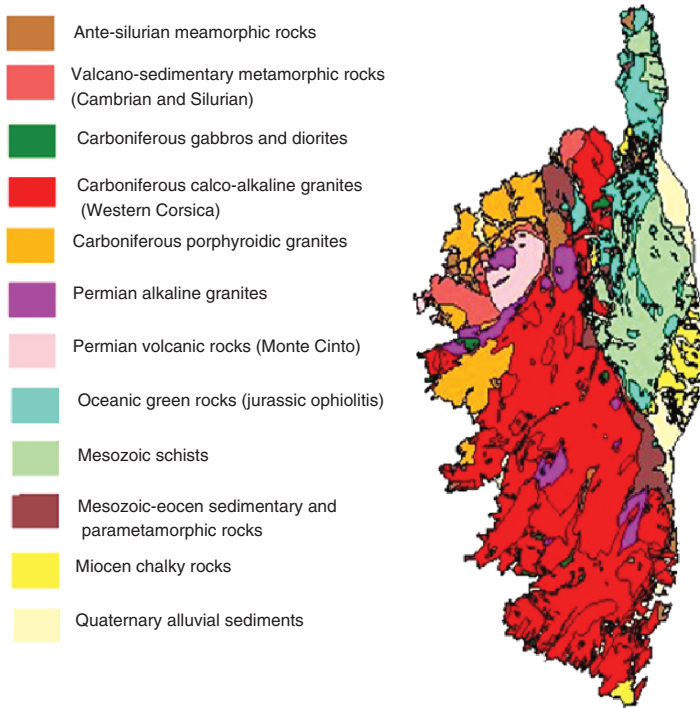 Ante-silurian meamorphic rocks
Valcano-sedimentary metamorphic rocks
(Cambrian and Silurian)
Carboniferous gabbros and diorites
Carboniferous calco-alkaline granites
(Western Corsica)
Carboniferous porphyroidic granites
Permian alkaline granites
Permian volcanic rocks (Monte Cinto)
Oceanic green rocks (jurassic ophiolitis)
Mesozoic schists
Mesozoic-eocen sedimentary and
parametamorphic rocks
Miocen chalky rocks
Quaternary alluvial sediments